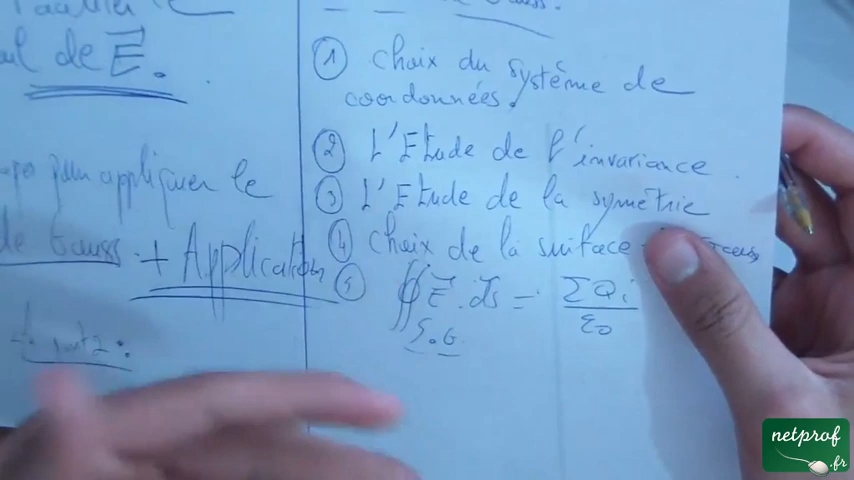 de E⃗.
pour appliquer le
de Gauss + Application
① choix du système de
coordonnées.
② L'Etude de l'invariance
③ L'Etude de la symétrie
④ choix de la surface
⑤ ∯ E⃗.ds⃗ = ΣQi / ε0
Σ.G
netprof
.fr